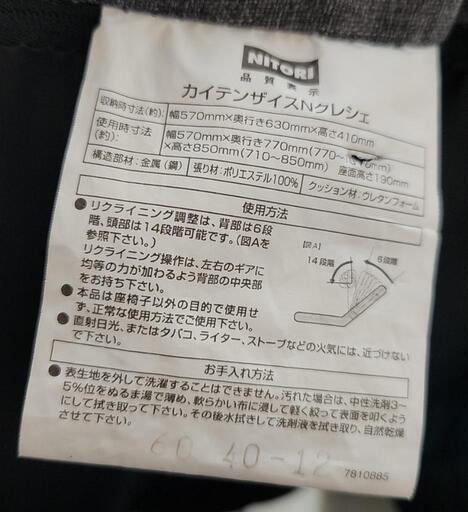 NITORI
品質表示
カイテンザイスNクレシェ
収納時寸法(約): 幅570mm×奥行き630mm×高さ410mm
使用時寸法(約): 幅570mm×奥行き770mm(770~
×高さ850mm(710~850mm) 座面高さ190mm
構造部材:金属(鋼) 張り材:ポリエステル100% クッション材:ウレタンフォーム
使用方法
●リクライニング調整は、背部は6段
階、頭部は14段階可能です。(図Aを
参照下さい。)
リクライニング操作は、左右のギアに
均等の力が加わるよう背部の中央部
をお持ち下さい。
【図A】
14段階
6段階
●本品は座椅子以外の目的で使用せ
ず、正常な使用方法でご使用下さい。
●直射日光、またはタバコ、ライター、ストーブなどの火気には、近づけない
で下さい。
お手入れ方法
●表生地を外して洗濯することはできません。汚れた場合は、中性洗剤3~
5%位をぬるま湯で薄め、軟らかい布に浸して軽く絞って表面を叩くよう
にして拭き取って下さい。その後水拭きして洗剤液を拭き取り、自然乾燥
させて下さい。
60 40-12
7810885